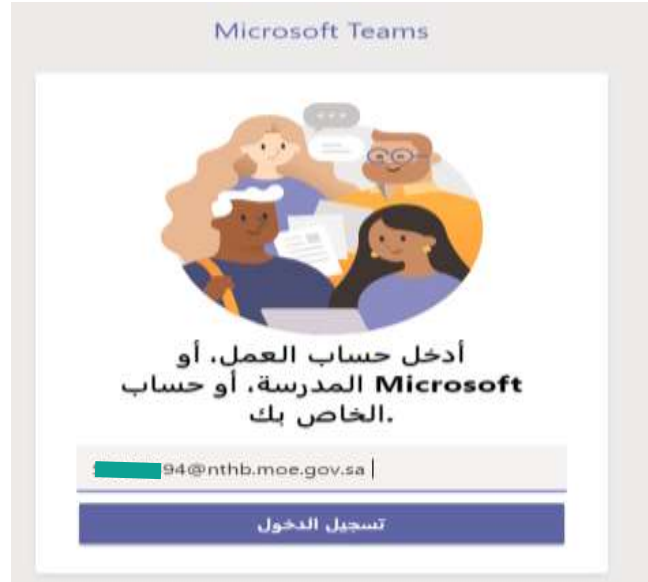 Microsoft Teams
أدخل حساب العمل، أو
المدرسة، أو حساب Microsoft
الخاص بك.
94@nthb.moe.gov.sa
تسجيل الدخول